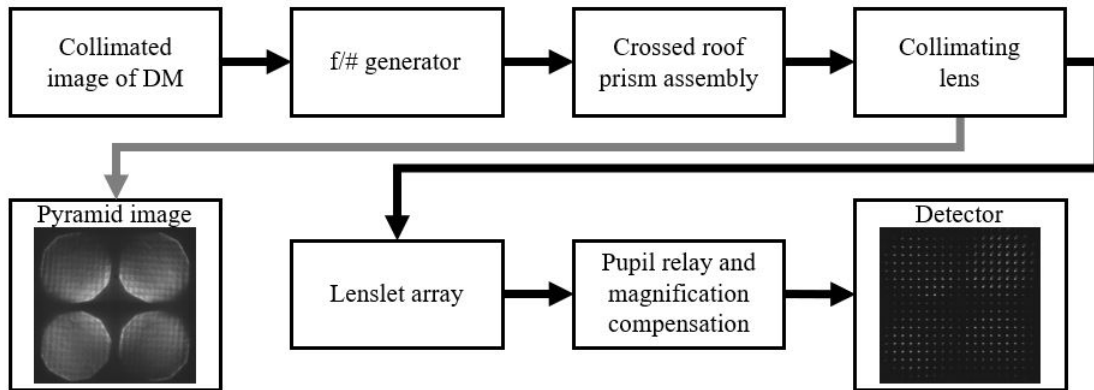 Collimated
image of DM
f/# generator
Crossed roof
prism assembly
Collimating
lens
Pyramid image
Lenslet array
Pupil relay and
magnification
compensation
Detector